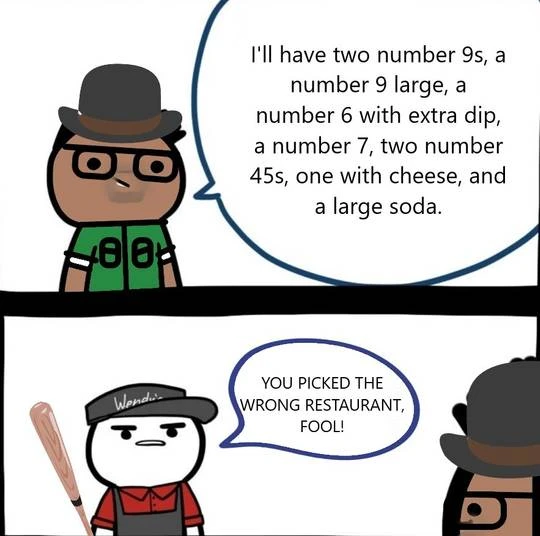 I'll have two number 9s, a
number 9 large, a
number 6 with extra dip,
a number 7, two number
45s, one with cheese, and
a large soda.
00
Wendy's
YOU PICKED THE
WRONG RESTAURANT,
FOOL!